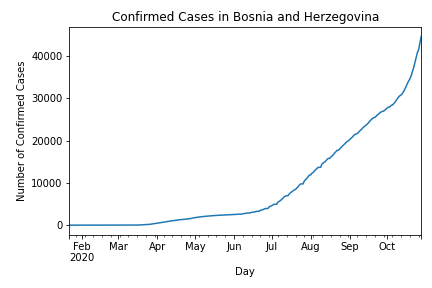 Confirmed Cases in Bosnia and Herzegovina
Number of Confirmed Cases
40000
30000
20000
10000
0
Feb Mar Apr May Jun Jul Aug Sep Oct
2020
Day